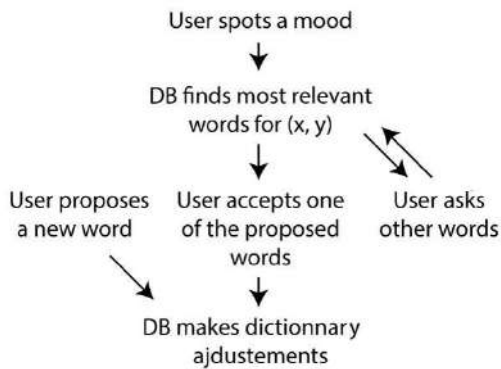 User spots a mood
DB finds most relevant
words for (x, y)
User proposes
a new word
User accepts one
of the proposed
words
User asks
other words
DB makes dictionnary
ajdustements